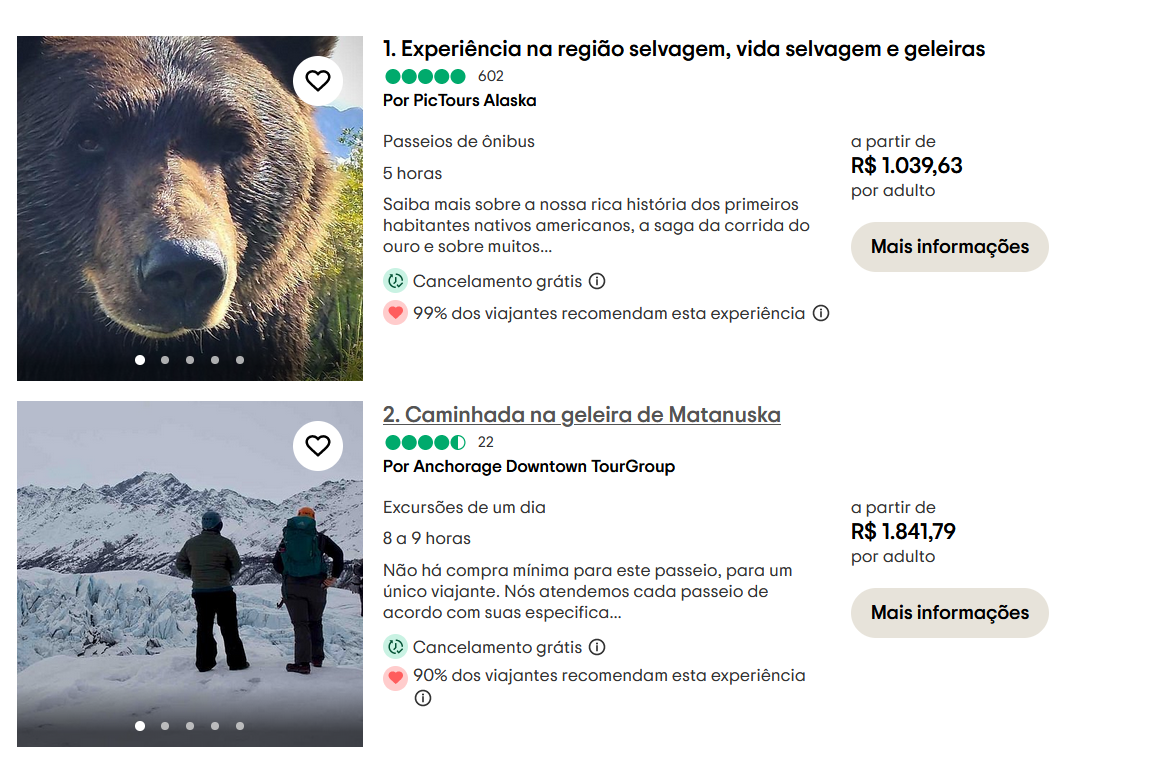 1. Experiência na região selvagem, vida selvagem e geleiras
602
Por PicTours Alaska
Passeios de ônibus
5 horas
Saiba mais sobre a nossa rica história dos primeiros
habitantes nativos americanos, a saga da corrida do
ouro e sobre muitos...
Cancelamento grátis
99% dos viajantes recomendam esta experiência
a partir de
R$ 1.039,63
por adulto
Mais informações
2. Caminhada na geleira de Matanuska
22
Por Anchorage Downtown TourGroup
Excursões de um dia
8 a 9 horas
Não há compra mínima para este passeio, para um
único viajante. Nós atendemos cada passeio de
acordo com suas especifica...
Cancelamento grátis
90% dos viajantes recomendam esta experiência
a partir de
R$ 1.841,79
por adulto
Mais informações